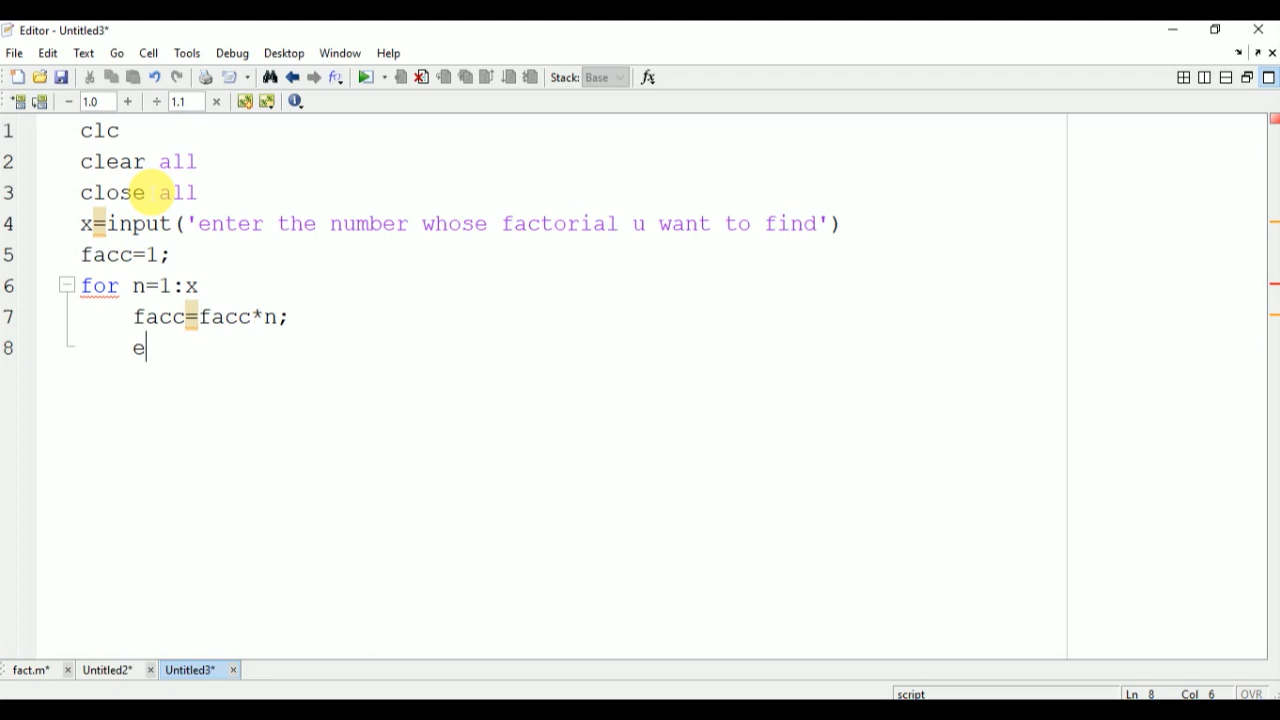 Editor - Untitled3*
File Edit Text Go Cell Tools Debug Desktop Window Help
Stack: Base fx
− 1.0 + ÷ 1.1 ×
1 clc
2 clear all
3 close all
4 x=input('enter the number whose factorial u want to find')
5 facc=1;
6 for n=1:x
7 facc=facc*n;
8 e
fact.m* × Untitled2* × Untitled3* ×
script Ln 8 Col 6 OVR